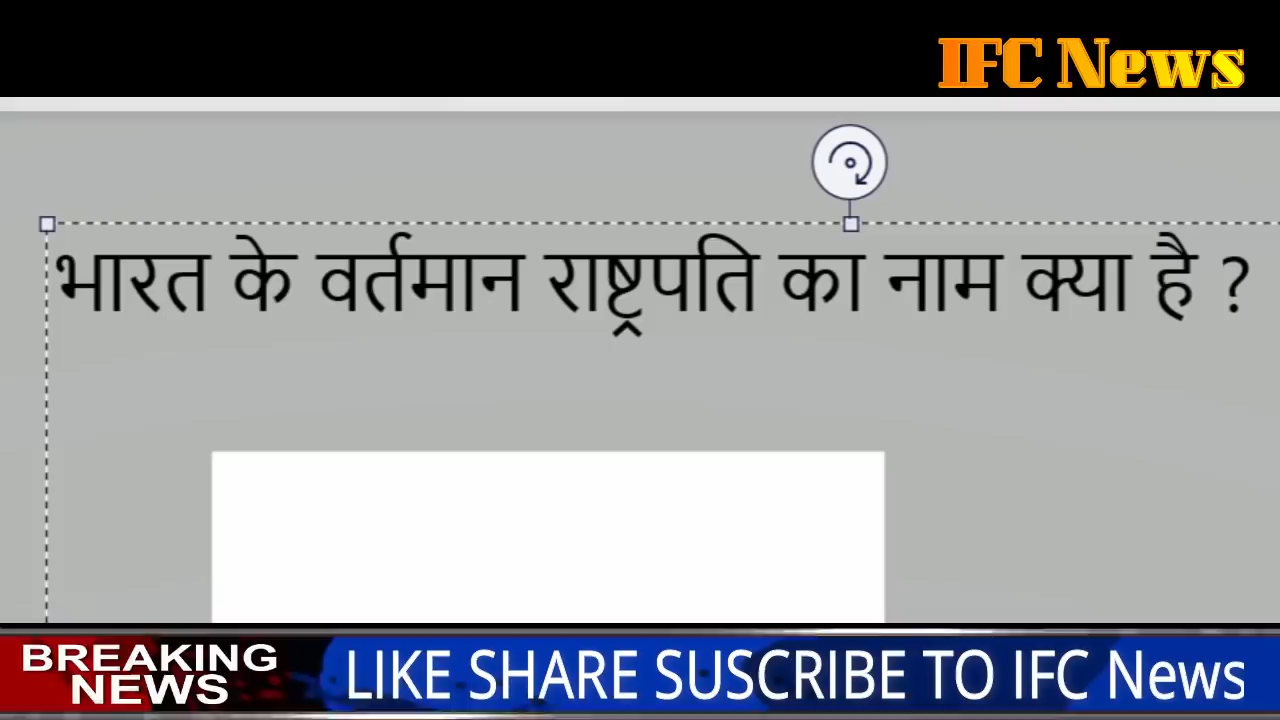 IFC News
भारत के वर्तमान राष्ट्रपति का नाम क्या है ?
BREAKING
NEWS
LIKE SHARE SUSCRIBE TO IFC News